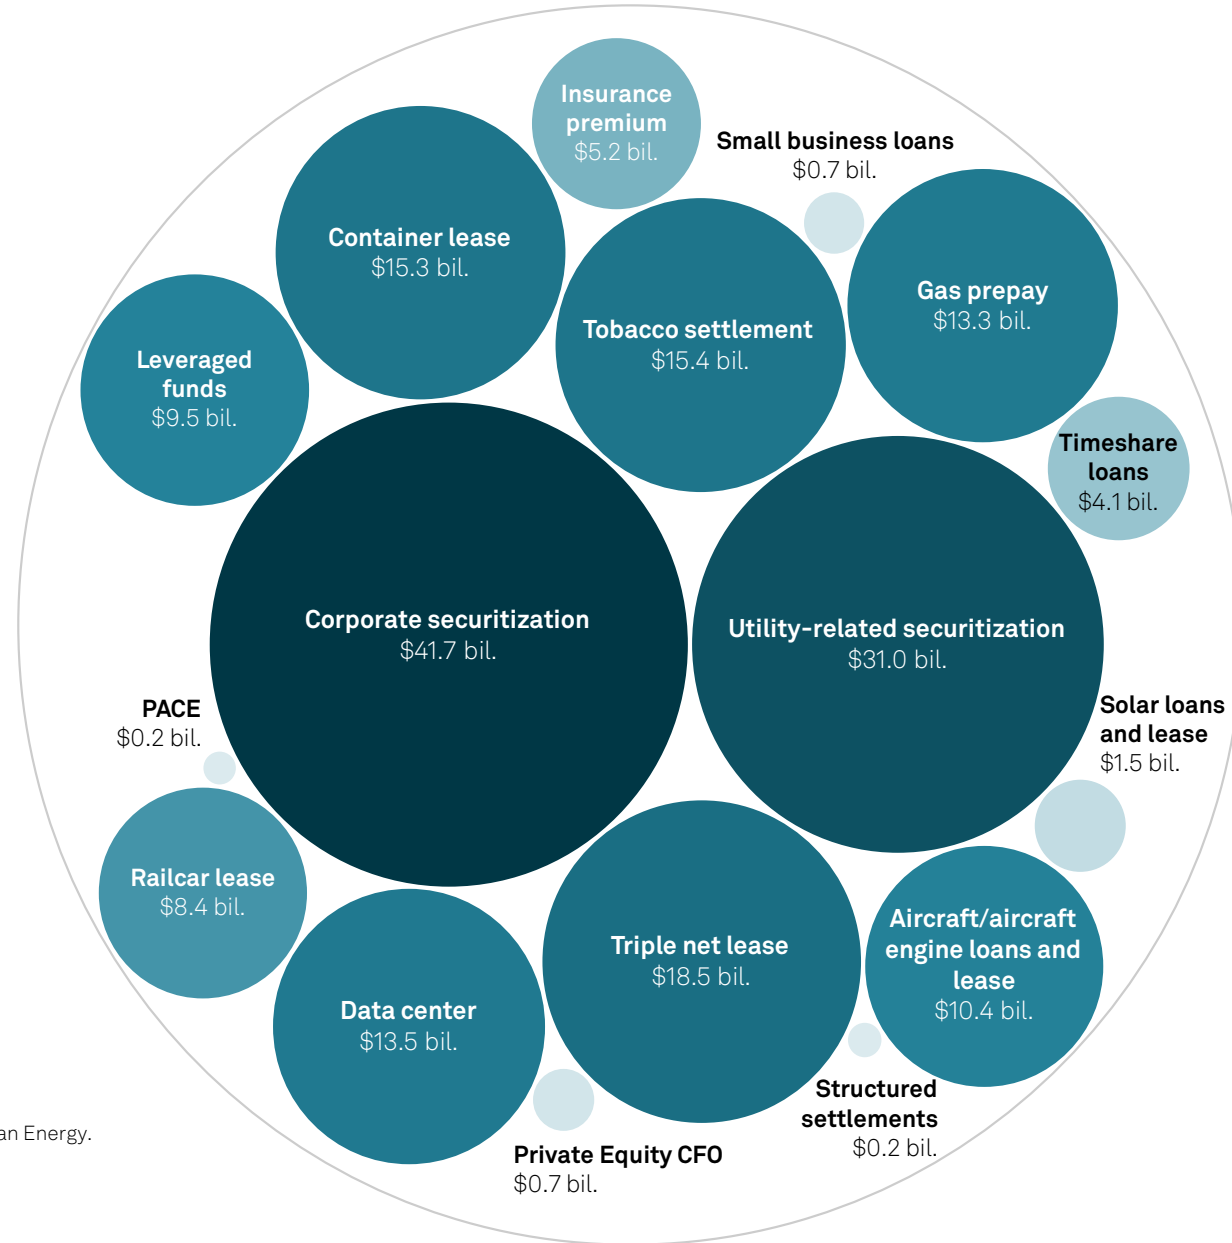 Insurance
premium
$5.2 bil.
Small business loans
$0.7 bil.
Container lease
$15.3 bil.
Gas prepay
$13.3 bil.
Tobacco settlement
$15.4 bil.
Leveraged
funds
$9.5 bil.
Timeshare
loans
$4.1 bil.
Corporate securitization
$41.7 bil.
Utility-related securitization
$31.0 bil.
PACE
$0.2 bil.
Solar loans
and lease
$1.5 bil.
Railcar lease
$8.4 bil.
Aircraft/aircraft
engine loans and
lease
$10.4 bil.
Triple net lease
$18.5 bil.
Data center
$13.5 bil.
Structured
settlements
$0.2 bil.
an Energy.
Private Equity CFO
$0.7 bil.